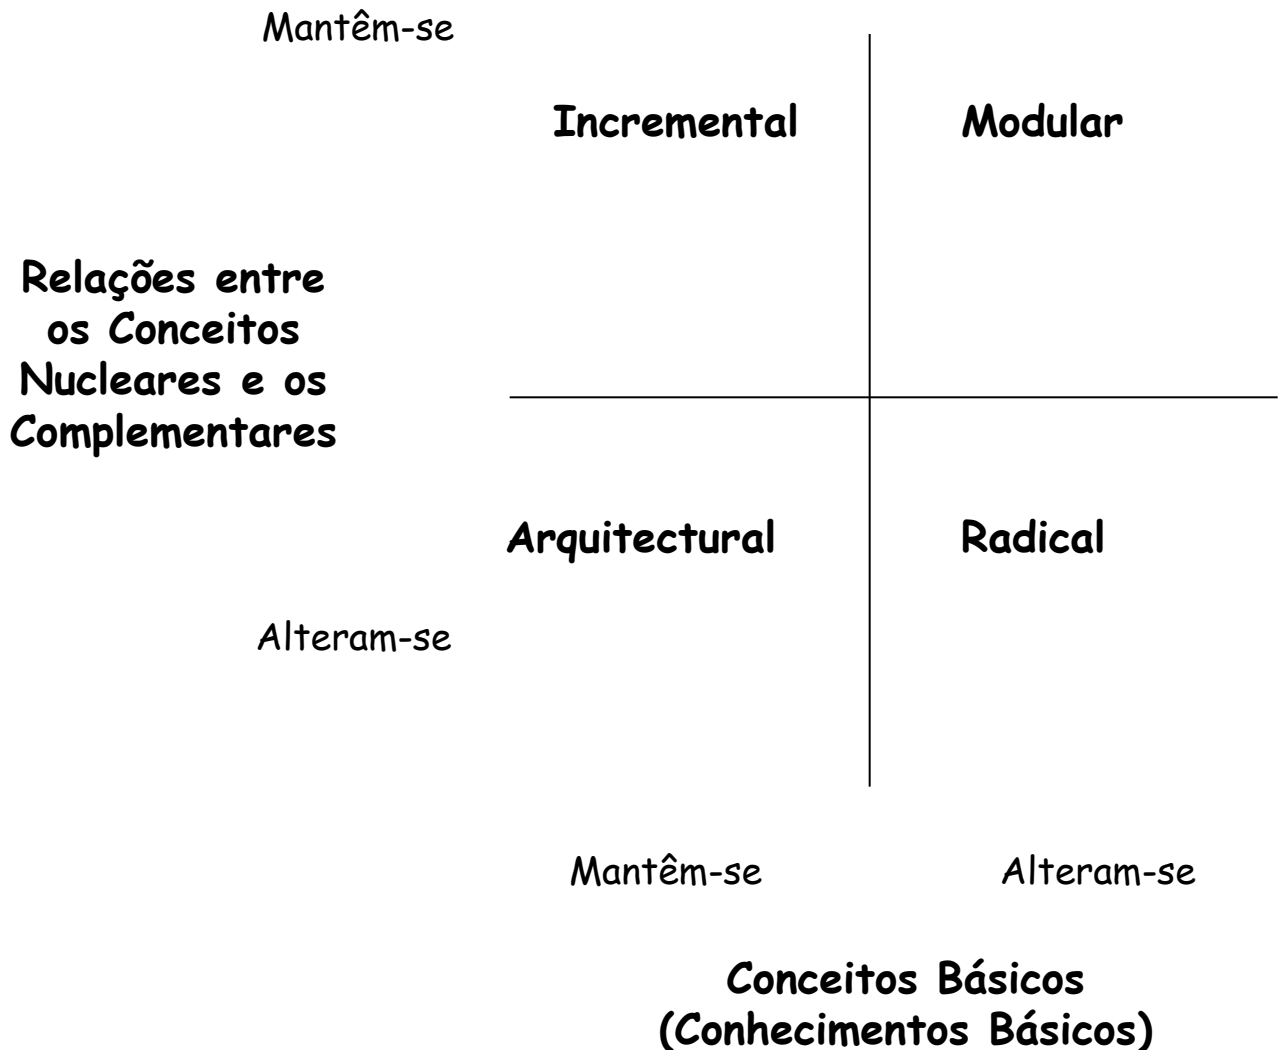 Mantêm-se
Incremental
Modular
Relações entre
os Conceitos
Nucleares e os
Complementares
Arquitectural
Radical
Alteram-se
Mantêm-se
Alteram-se
Conceitos Básicos
(Conhecimentos Básicos)